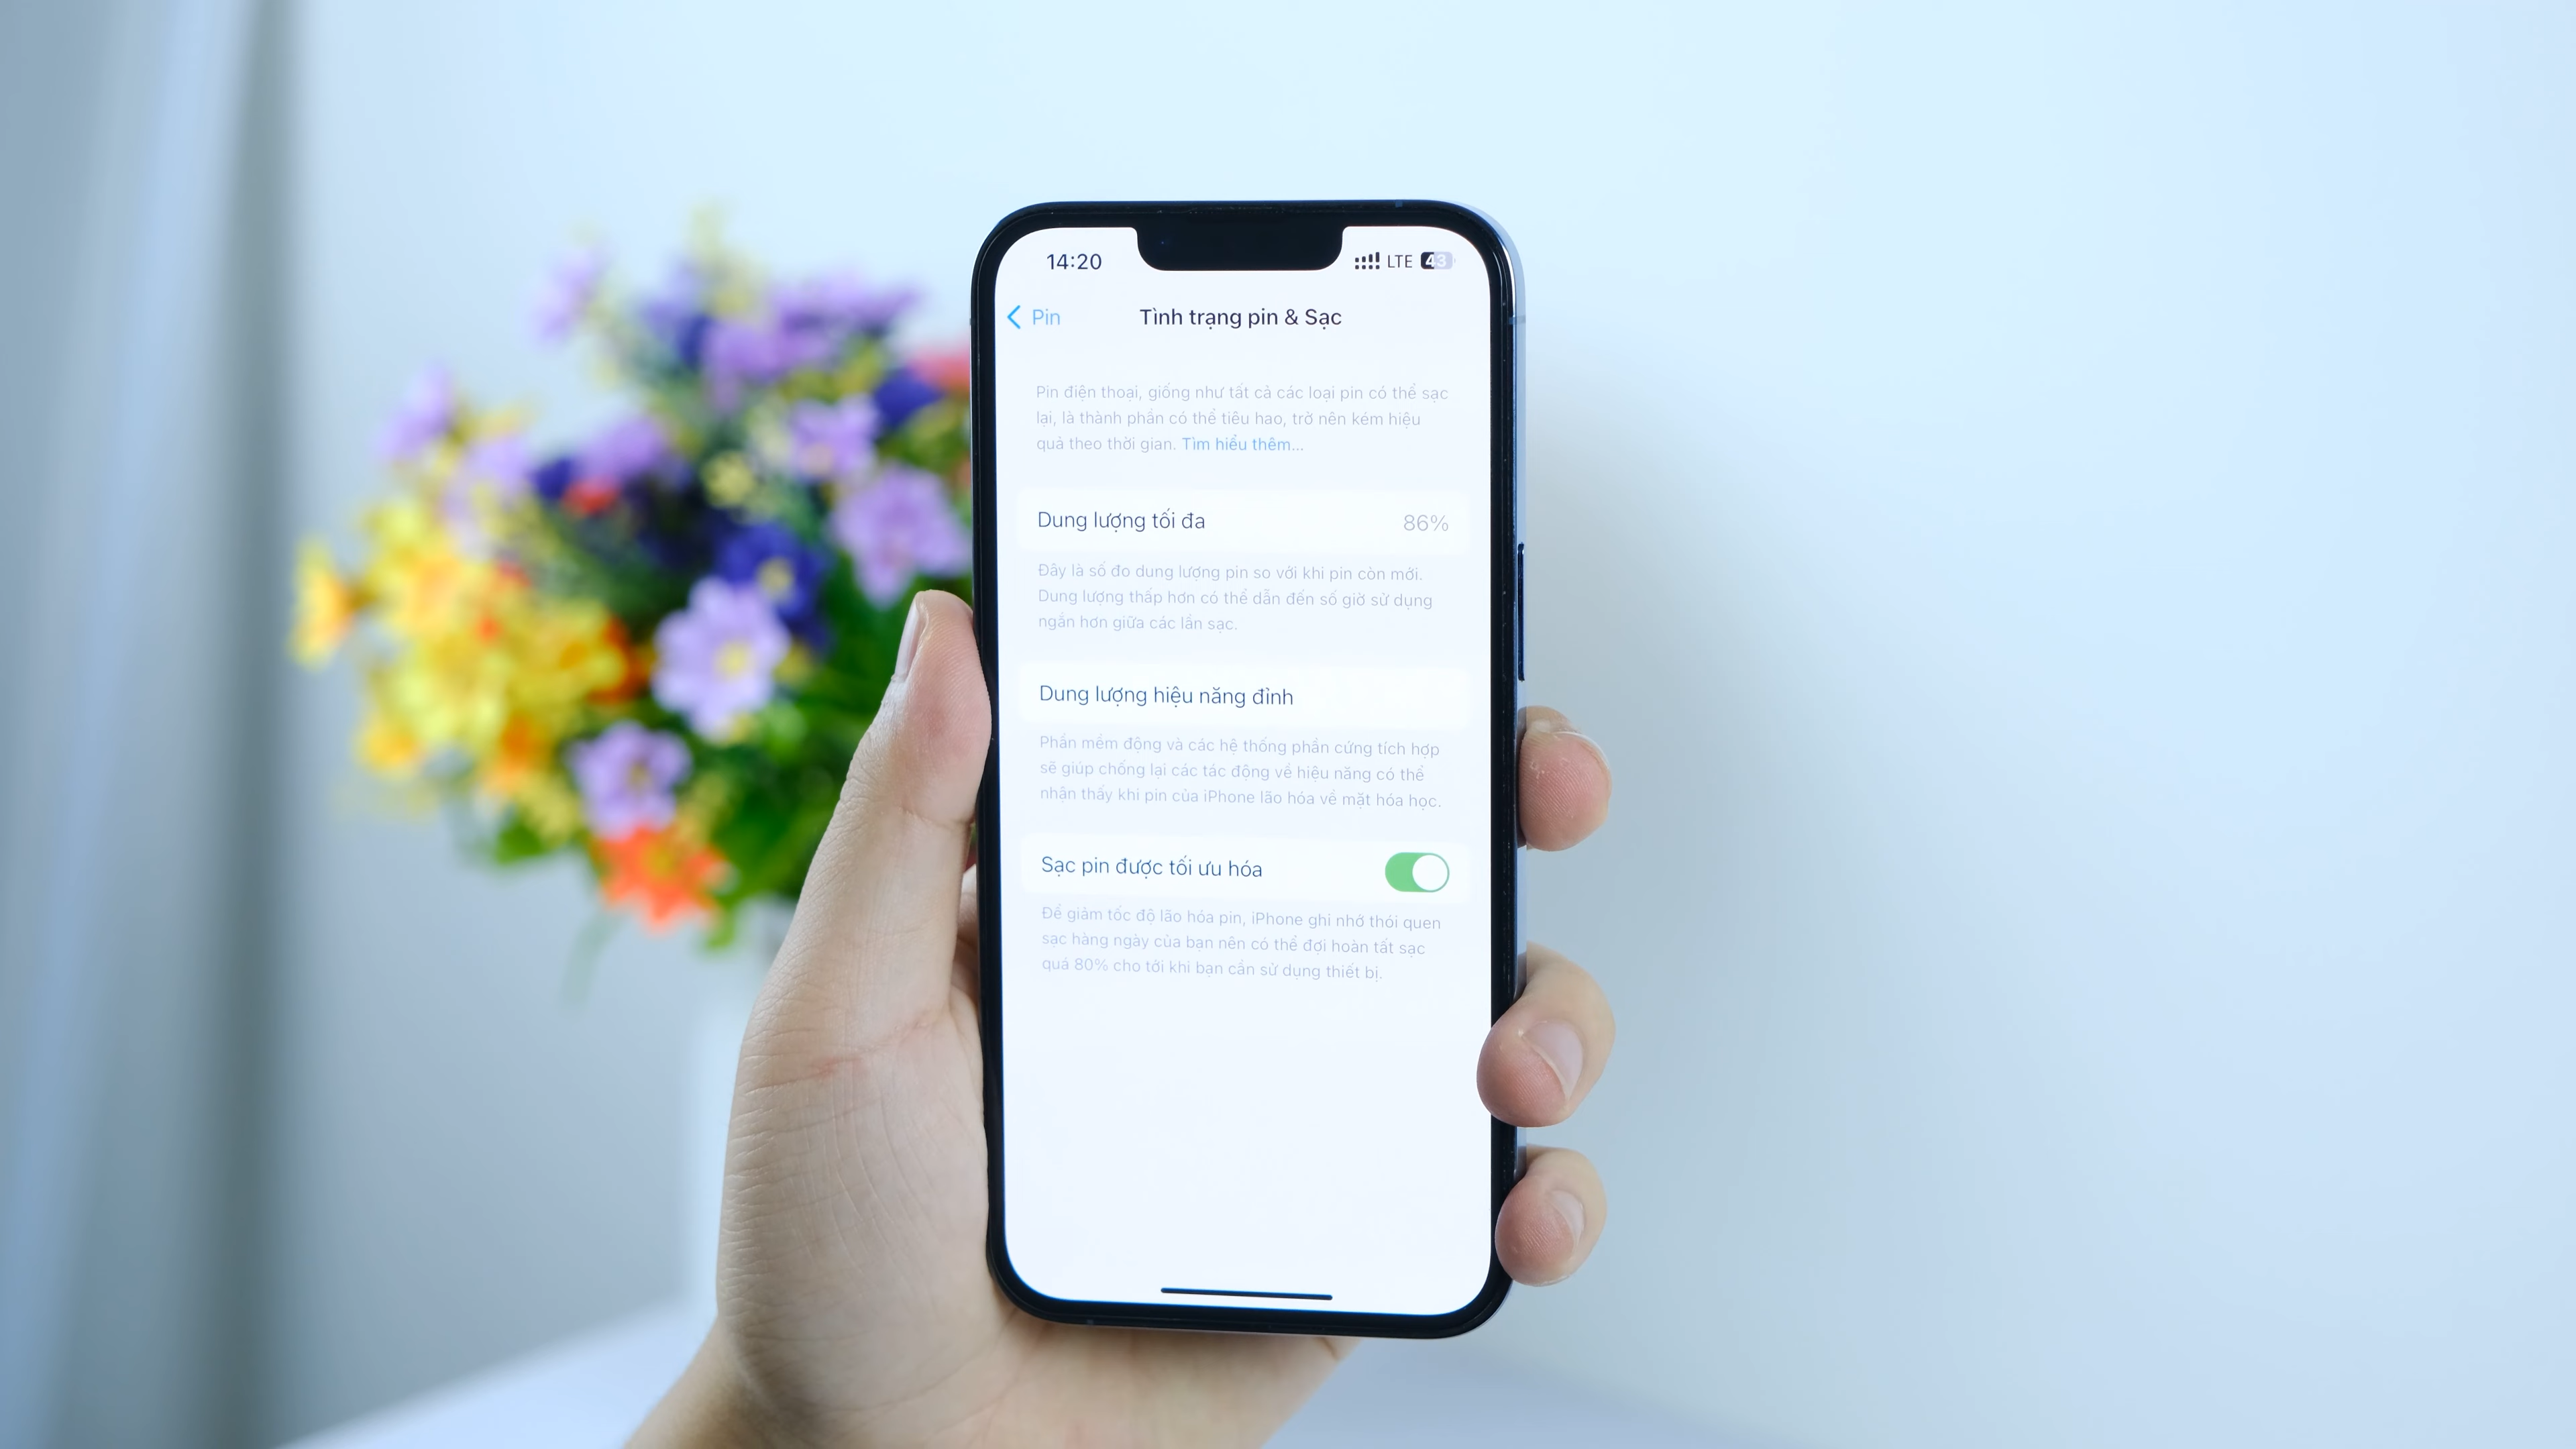 14:20 LTE 43
Pin Tình trạng pin & Sạc
Pin điện thoại, giống như tất cả các loại pin có thể sạc
lại, là thành phần có thể tiêu hao, trở nên kém hiệu
quả theo thời gian. Tìm hiểu thêm...
Dung lượng tối đa 86%
Đây là số đo dung lượng pin so với khi pin còn mới.
Dung lượng thấp hơn có thể dẫn đến số giờ sử dụng
ngắn hơn giữa các lần sạc.
Dung lượng hiệu năng đỉnh
Phần mềm động và các hệ thống phần cứng tích hợp
sẽ giúp chống lại các tác động về hiệu năng có thể
nhận thấy khi pin của iPhone lão hóa về mặt hóa học.
Sạc pin được tối ưu hóa
Để giảm tốc độ lão hóa pin, iPhone ghi nhớ thói quen
sạc hàng ngày của bạn nên có thể đợi hoàn tất sạc
quá 80% cho tới khi bạn cần sử dụng thiết bị.